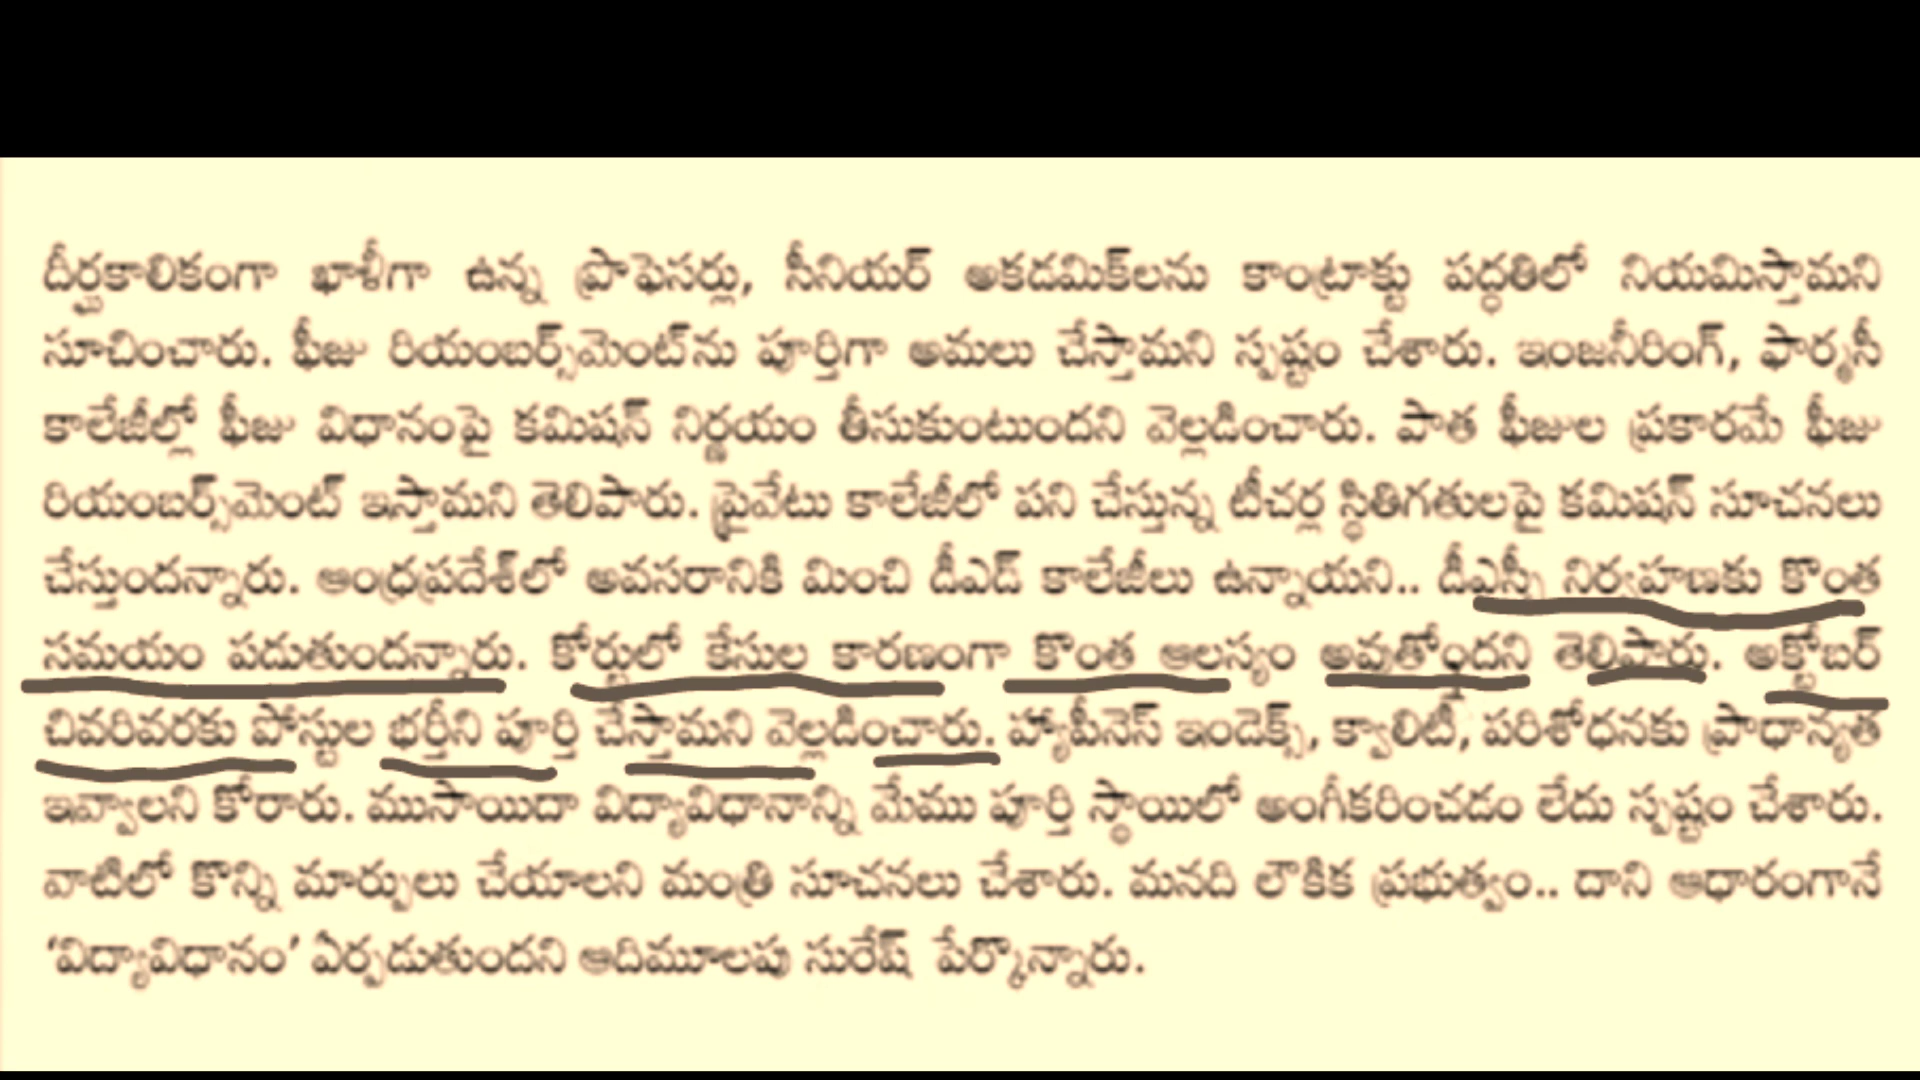 దీర్ఘకాలికంగా ఖాళీగా ఉన్న ప్రొఫెసర్లు, సీనియర్ అకడమిక్‌లను కాంట్రాక్టు పద్ధతిలో నియమిస్తామని
సూచించారు. ఫీజు రియంబర్స్‌మెంట్‌ను పూర్తిగా అమలు చేస్తామని స్పష్టం చేశారు. ఇంజనీరింగ్, ఫార్మసీ
కాలేజీల్లో ఫీజు విధానంపై కమిషన్ నిర్ణయం తీసుకుంటుందని వెల్లడించారు. పాత ఫీజుల ప్రకారమే ఫీజు
రియంబర్స్‌మెంట్ ఇస్తామని తెలిపారు. ప్రైవేటు కాలేజీలో పని చేస్తున్న టీచర్ల స్థితిగతులపై కమిషన్ సూచనలు
చేస్తుందన్నారు. ఆంధ్రప్రదేశ్‌లో అవసరానికి మించి డీఎడ్ కాలేజీలు ఉన్నాయని.. డీఎస్సీ నిర్వహణకు కొంత
సమయం పడుతుందన్నారు. కోర్టులో కేసుల కారణంగా కొంత ఆలస్యం అవుతోందని తెలిపారు. అక్టోబర్
చివరివరకు పోస్టుల భర్తీని పూర్తి చేస్తామని వెల్లడించారు. హ్యాపీనెస్ ఇండెక్స్, క్వాలిటీ, పరిశోధనకు ప్రాధాన్యత
ఇవ్వాలని కోరారు. ముసాయిదా విద్యావిధానాన్ని మేము పూర్తి స్థాయిలో అంగీకరించడం లేదు స్పష్టం చేశారు.
వాటిలో కొన్ని మార్పులు చేయాలని మంత్రి సూచనలు చేశారు. మనది లౌకిక ప్రభుత్వం.. దాని ఆధారంగానే
‘విద్యావిధానం’ ఏర్పడుతుందని ఆదిమూలపు సురేష్ పేర్కొన్నారు.